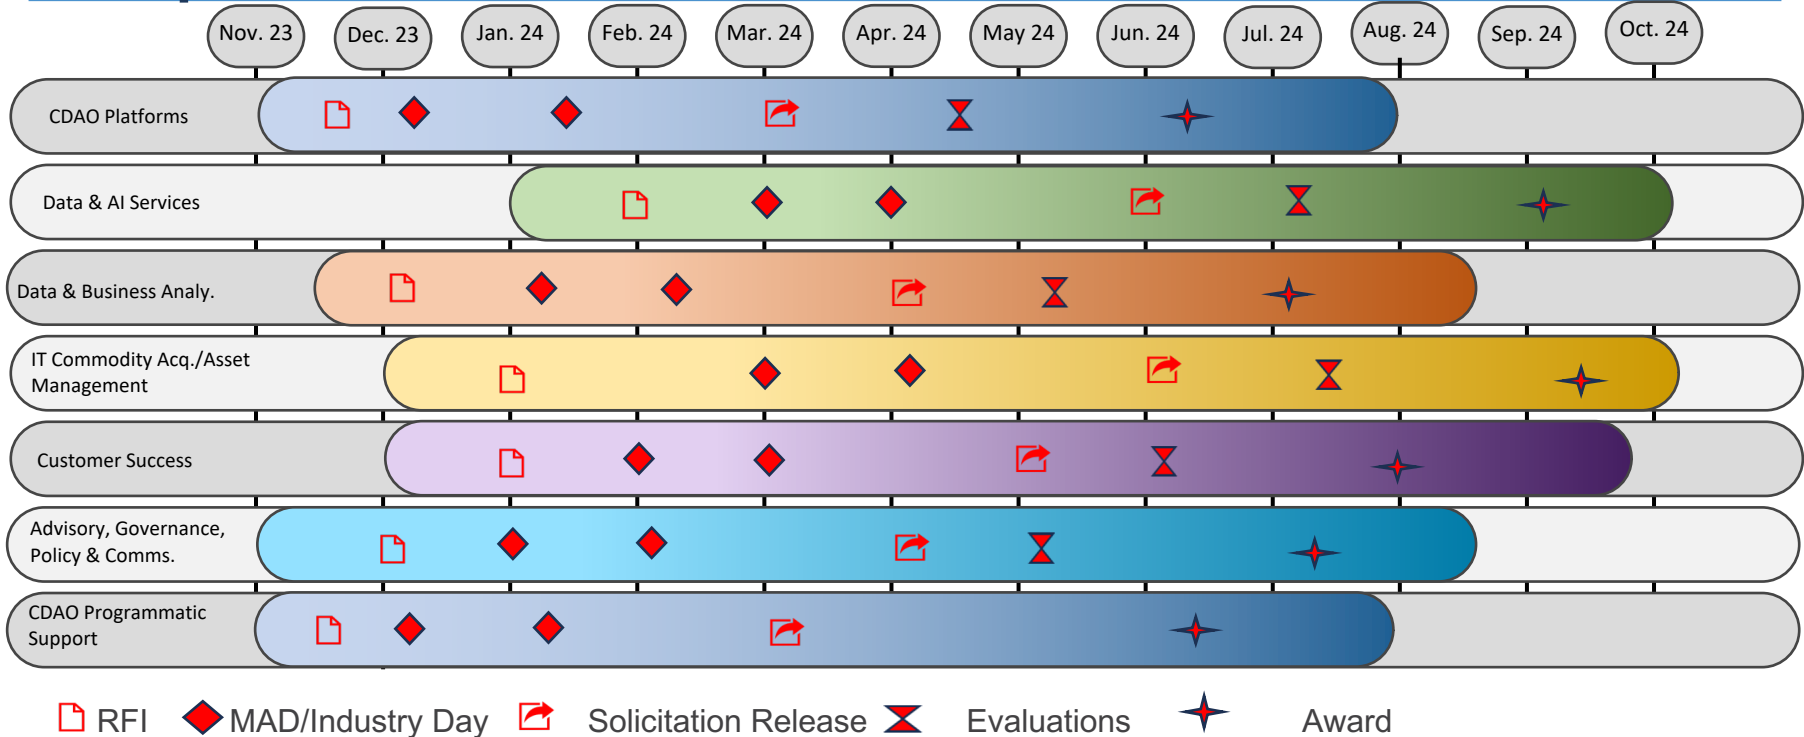 Nov. 23 Dec. 23 Jan. 24 Feb. 24 Mar. 24 Apr. 24 May 24 Jun. 24 Jul. 24 Aug. 24 Sep. 24 Oct. 24
CDAO Platforms
Data & AI Services
Data & Business Analy.
IT Commodity Acq./Asset
Management
Customer Success
Advisory, Governance,
Policy & Comms.
CDAO Programmatic
Support
RFI MAD/Industry Day Solicitation Release Evaluations Award